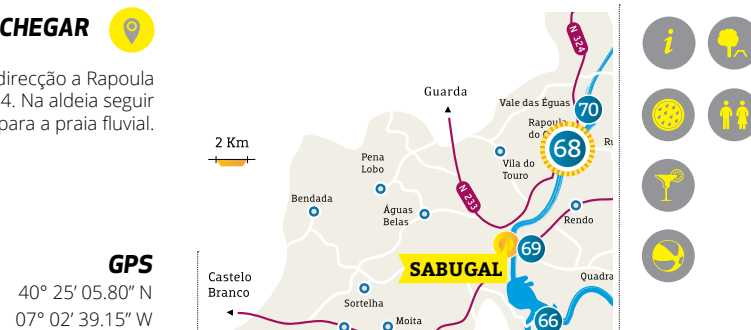 CHEGAR
direcção a Rapoula
4. Na aldeia seguir
para a praia fluvial.
GPS
40° 25’ 05.80” N
07° 02’ 39.15” W
2 Km
N 324
Guarda
Vale das Águas
70
Rapoula
do
68
Pena
Lobo
Vila do
Touro
N 233
Bendada
Águas
Belas
Rendo
69
SABUGAL
Castelo
Branco
Quadra
Sortelha
Moita
66
i